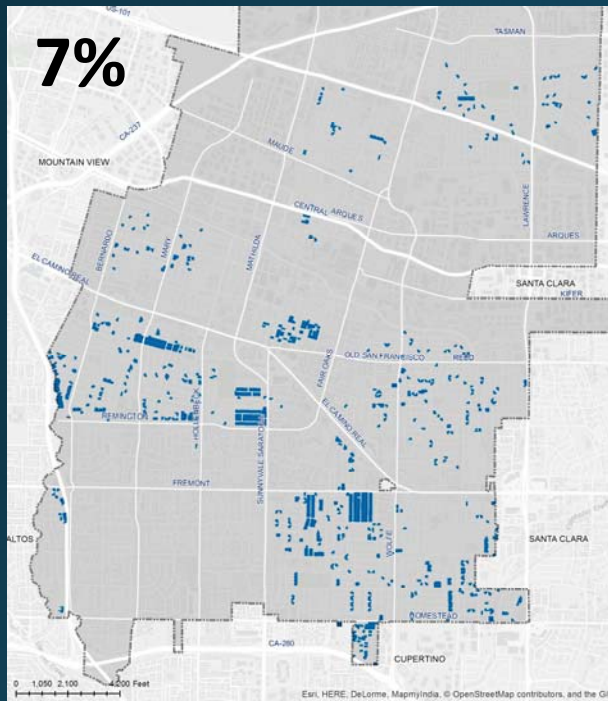 US-101
7%
TASMAN
CA-237
MAUDE
MOUNTAIN VIEW
LAWRENCE
CENTRAL ARQUES
BERNARDO
MARY
MATHILDA
ARQUES
EL CAMINO REAL
SANTA CLARA
KIFER
FAIR OAKS
OLD SAN FRANCISCO
REED
HOLLENBECK
EL CAMINO REAL
REMINGTON
SUNNYVALE SARATOGA
FREMONT
ALTOS
WOLFE
SANTA CLARA
HOMESTEAD
CA-280
CUPERTINO
0 1,050 2,100 4,200 Feet
Esri, HERE, DeLorme, MapmyIndia, © OpenStreetMap contributors, and the GI